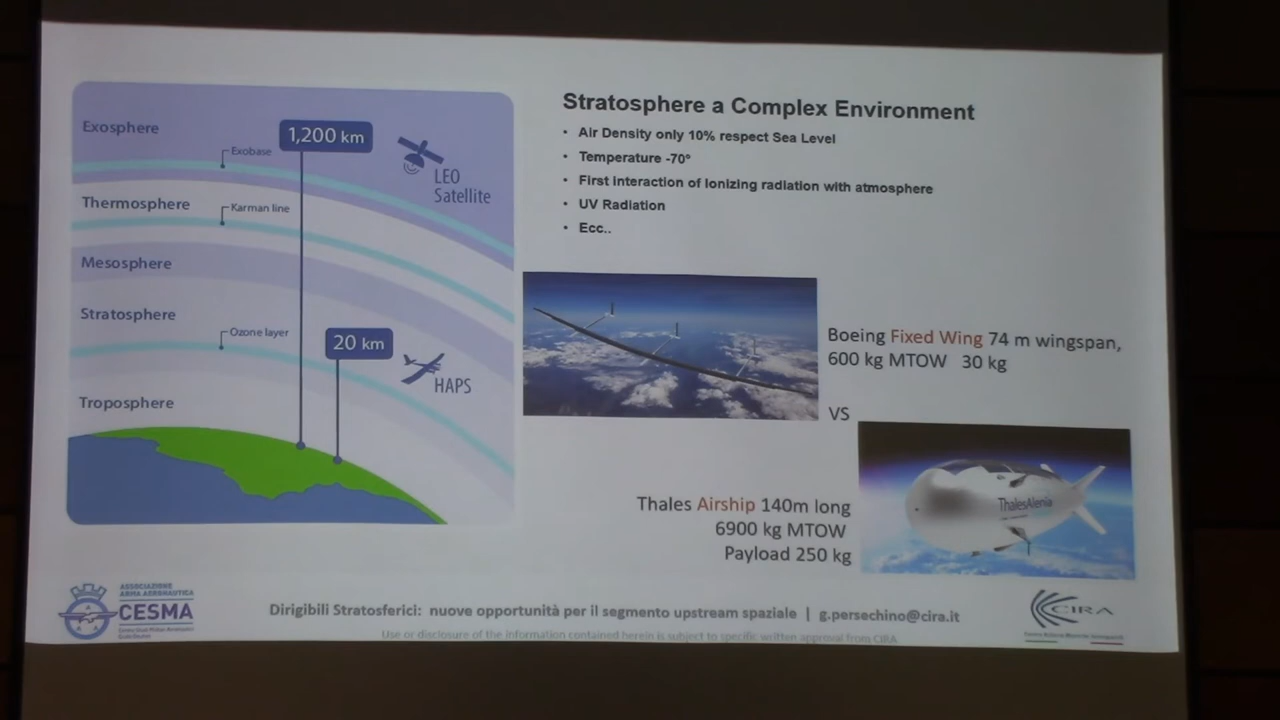 Stratosphere a Complex Environment
• Air Density only 10% respect Sea Level
• Temperature -70°
• First interaction of Ionizing radiation with atmosphere
• UV Radiation
• Ecc..
Exosphere
1,200 km
Exobase
LEO
Satellite
Thermosphere
Karman line
Mesosphere
Stratosphere
Ozone layer
20 km
HAPS
Troposphere
Boeing Fixed Wing 74 m wingspan,
600 kg MTOW 30 kg
VS
Thales Airship 140m long
6900 kg MTOW
Payload 250 kg
ThalesAlenia
ASSOCIAZIONE
ARMA AERONAUTICA
CESMA
Dirigibili Stratosferici: nuove opportunità per il segmento upstream spaziale | g.persechino@cira.it
Use or disclosure of the information contained herein is subject to specific written approval from CIRA
CIRA